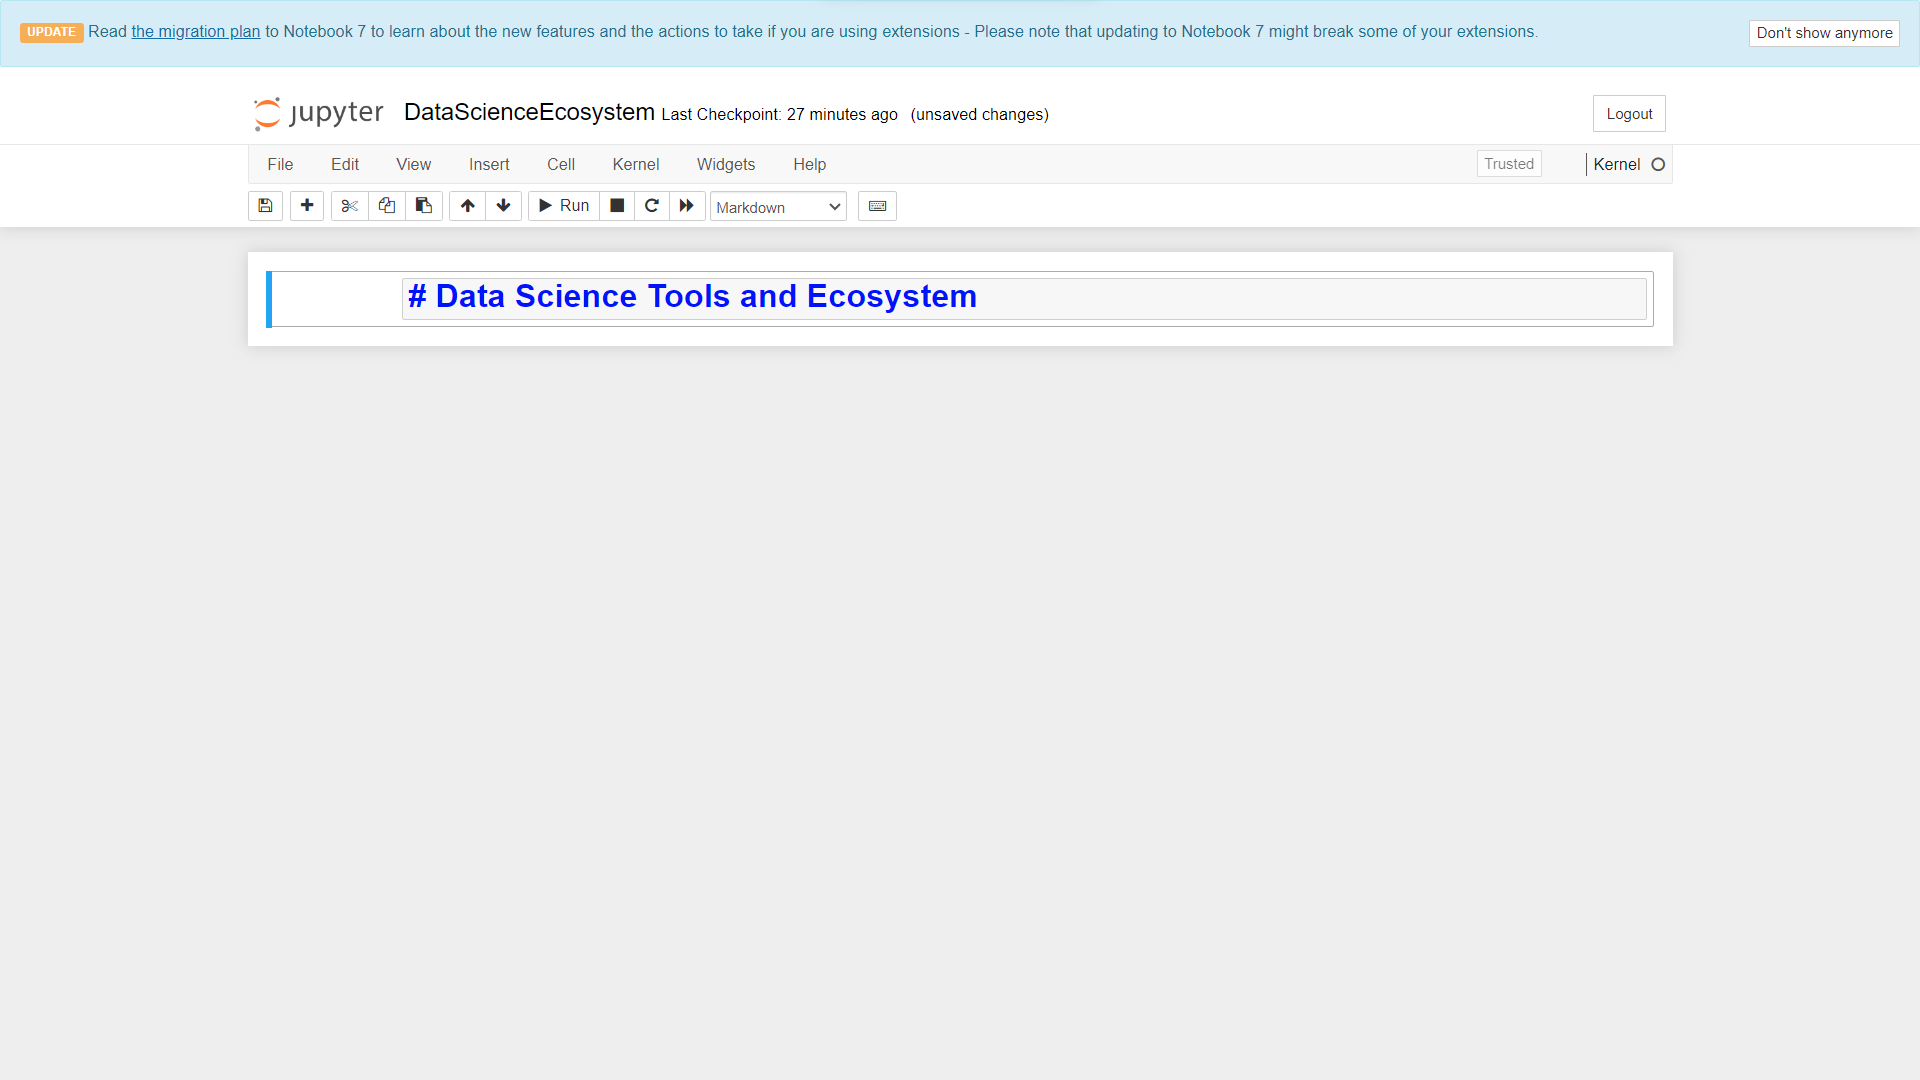 UPDATE Read the migration plan to Notebook 7 to learn about the new features and the actions to take if you are using extensions - Please note that updating to Notebook 7 might break some of your extensions. Don't show anymore
jupyter DataScienceEcosystem Last Checkpoint: 27 minutes ago (unsaved changes) Logout
File Edit View Insert Cell Kernel Widgets Help Trusted Kernel
Run Markdown
# Data Science Tools and Ecosystem